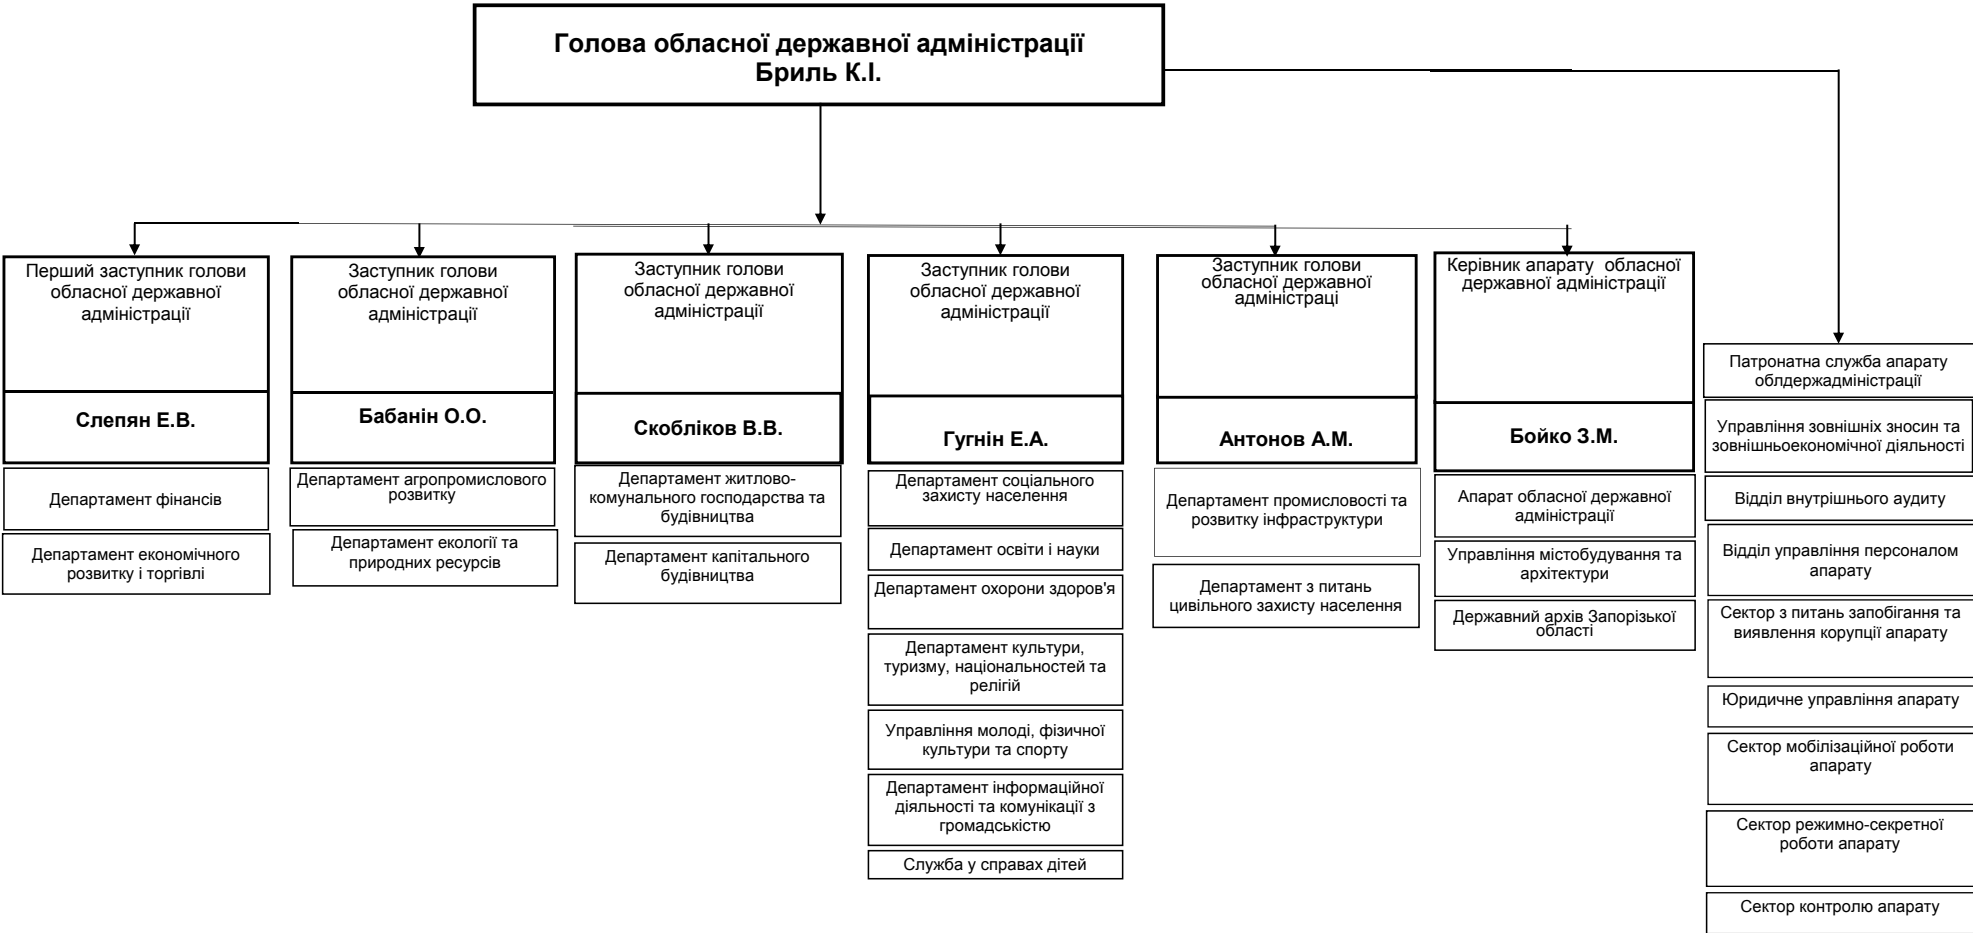 Голова обласної державної адміністрації
Бриль К.І.
Перший заступник голови
обласної державної
адміністрації
Слепян Е.В.
Департамент фінансів
Департамент економічного
розвитку і торгівлі
Заступник голови
обласної державної
адміністрації
Бабанін О.О.
Департамент агропромислового
розвитку
Департамент екології та
природних ресурсів
Заступник голови
обласної державної
адміністрації
Скобліков В.В.
Департамент житлово-
комунального господарства та
будівництва
Департамент капітального
будівництва
Заступник голови
обласної державної
адміністрації
Гугнін Е.А.
Департамент соціального
захисту населення
Департамент освіти і науки
Департамент охорони здоров'я
Департамент культури,
туризму, національностей та
релігій
Управління молоді, фізичної
культури та спорту
Департамент інформаційної
діяльності та комунікації з
громадськістю
Служба у справах дітей
Заступник голови
обласної державної
адміністраці
Антонов А.М.
Департамент промисловості та
розвитку інфраструктури
Департамент з питань
цивільного захисту населення
Керівник апарату обласної
державної адміністрації
Бойко З.М.
Апарат обласної державної
адміністрації
Управління містобудування та
архітектури
Державний архів Запорізької
області
Патронатна служба апарату
облдержадміністрації
Управління зовнішніх зносин та
зовнішньоекономічної діяльності
Відділ внутрішнього аудиту
Відділ управління персоналом
апарату
Сектор з питань запобігання та
виявлення корупції апарату
Юридичне управління апарату
Сектор мобілізаційної роботи
апарату
Сектор режимно-секретної
роботи апарату
Сектор контролю апарату